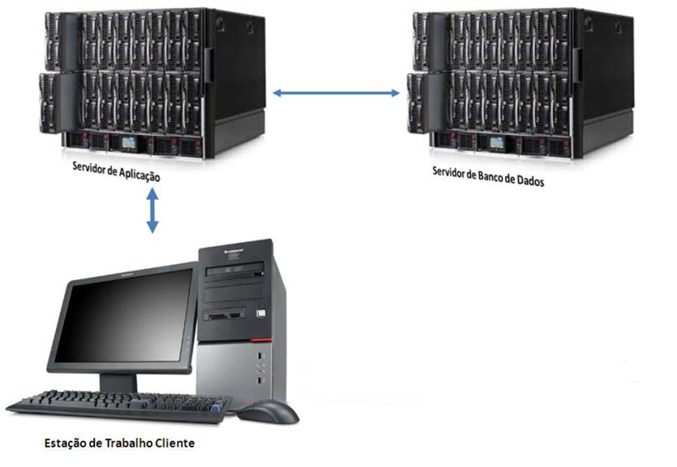 Servidor de Aplicação
Servidor de Banco de Dados
Estação de Trabalho Cliente